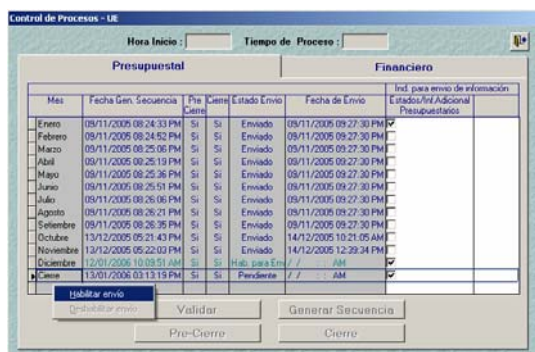 Control de Procesos - UE
Hora Inicio : Tiempo de Proceso :
Presupuestal Financiero
Ind. para envio de información
Mes Fecha Gen. Secuencia Pre Cierre Cierre Estado Envio Fecha de Envio Estados/Inf.Adicional Presupuestarios
Enero 09/11/2005 08:24:33 PM Si Si Enviado 09/11/2005 09:27:30 PM
Febrero 09/11/2005 08:24:52 PM Si Si Enviado 09/11/2005 09:27:30 PM
Marzo 09/11/2005 08:25:06 PM Si Si Enviado 09/11/2005 09:27:30 PM
Abril 09/11/2005 08:25:19 PM Si Si Enviado 09/11/2005 09:27:30 PM
Mayo 09/11/2005 08:25:36 PM Si Si Enviado 09/11/2005 09:27:30 PM
Junio 09/11/2005 08:25:51 PM Si Si Enviado 09/11/2005 09:27:30 PM
Julio 09/11/2005 08:26:06 PM Si Si Enviado 09/11/2005 09:27:30 PM
Agosto 09/11/2005 08:26:21 PM Si Si Enviado 09/11/2005 09:27:30 PM
Setiembre 09/11/2005 08:26:35 PM Si Si Enviado 09/11/2005 09:27:30 PM
Octubre 13/12/2005 05:21:43 PM Si Si Enviado 14/12/2005 10:21:05 AM
Noviembre 13/12/2005 05:22:03 PM Si Si Enviado 14/12/2005 12:39:34 PM
Diciembre 12/01/2006 10:09:51 AM Si Si Hab. para Env / / : : AM
Cierre 13/01/2006 03:13:19 PM Si Si Pendiente / / : : AM
Habilitar envío
Deshabilitar envío
Validar Generar Secuencia
Pre-Cierre Cierre